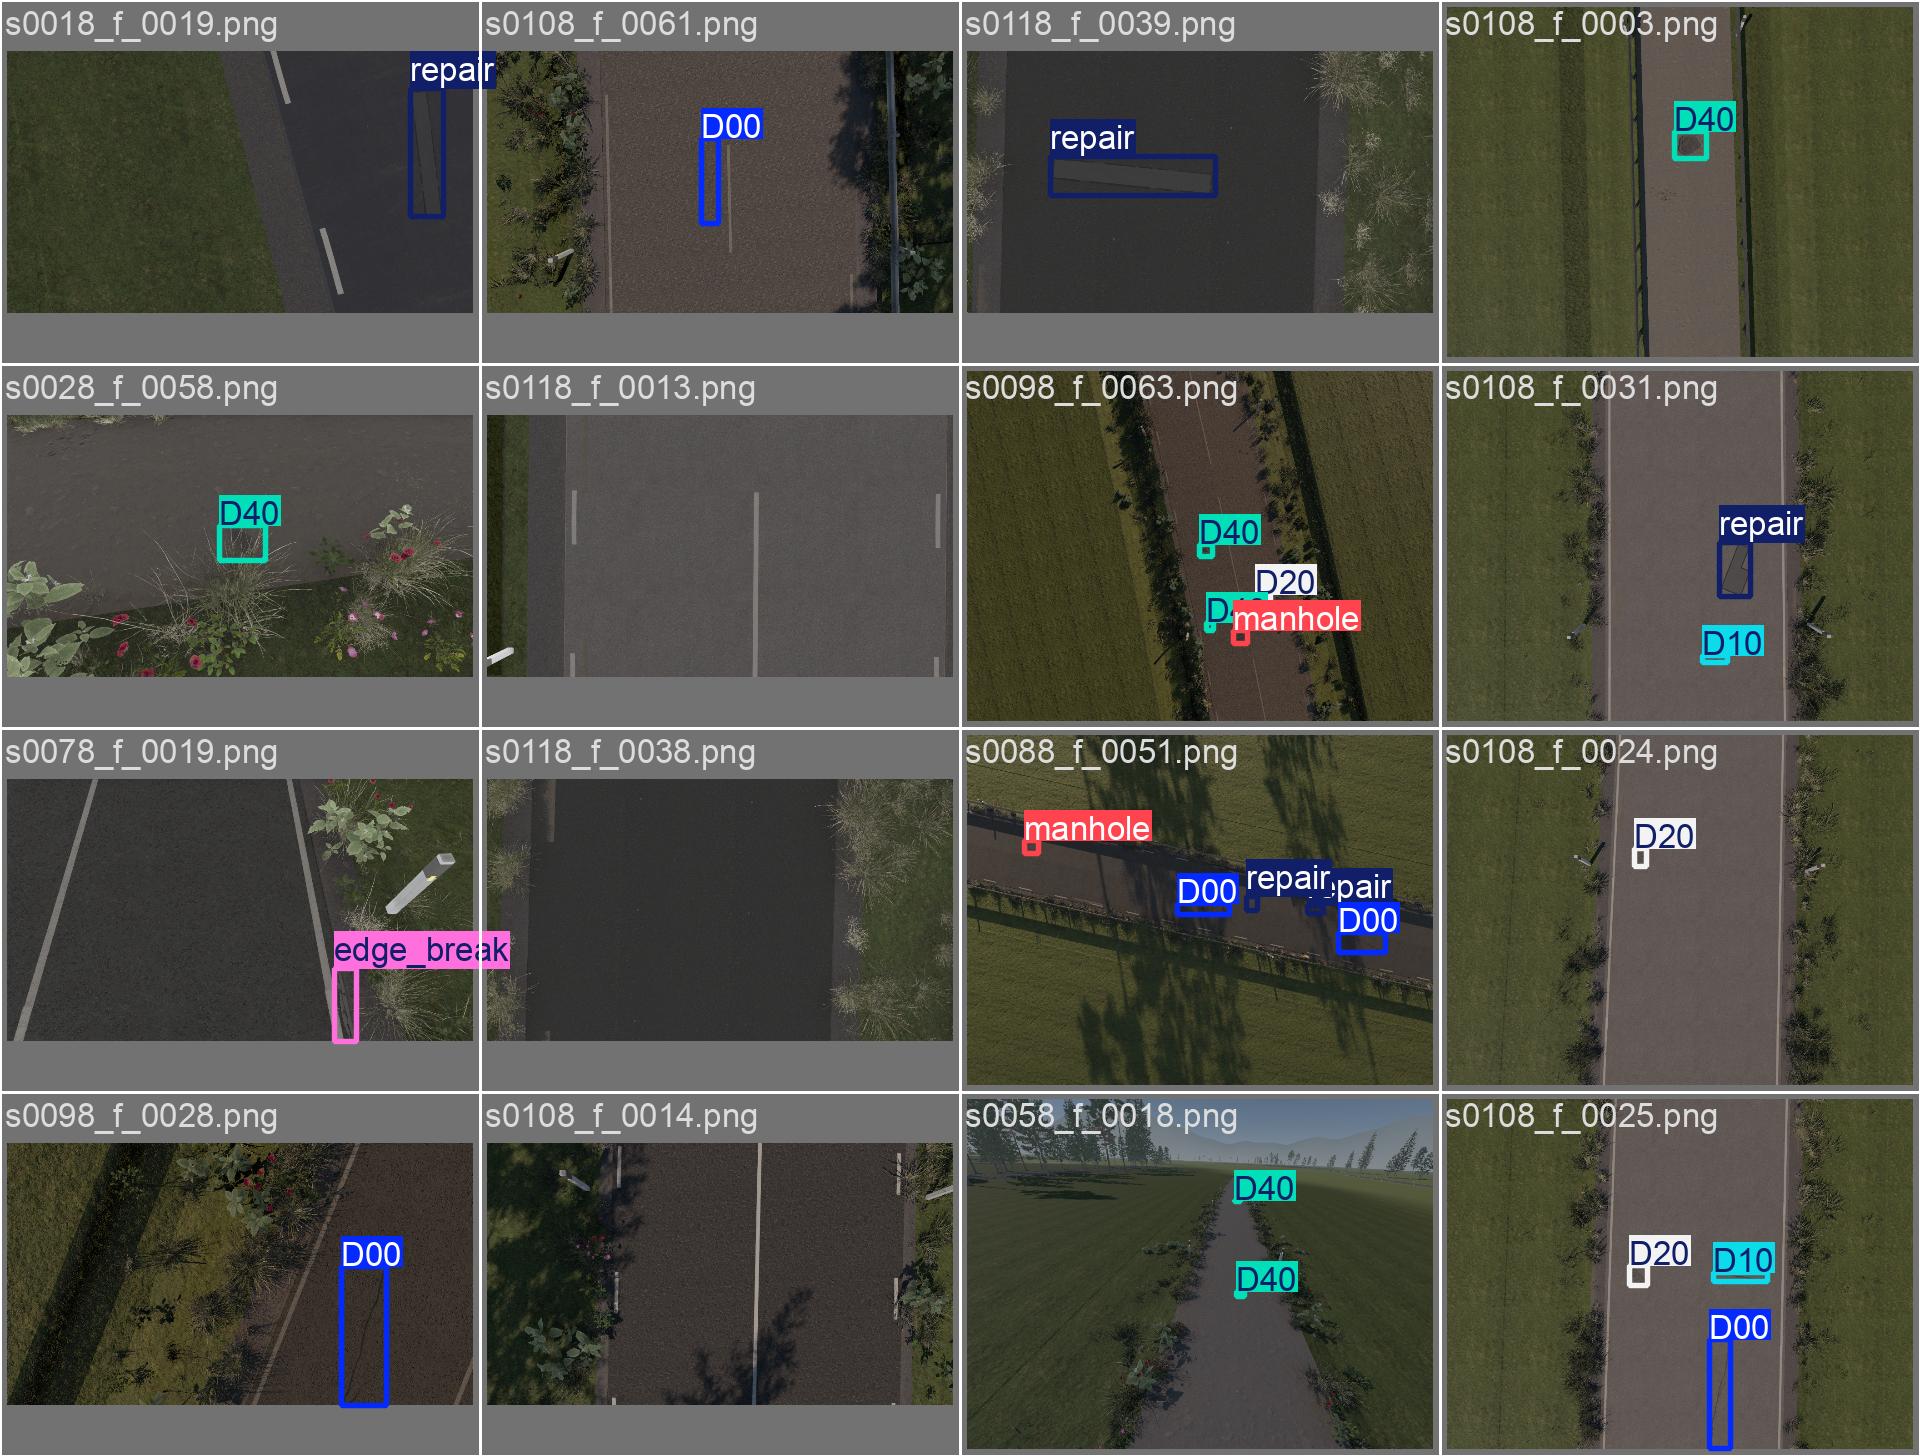 s0018_f_0019.png
repair
s0108_f_0061.png
D00
s0118_f_0039.png
repair
s0108_f_0003.png
D40
s0028_f_0058.png
D40
s0118_f_0013.png
s0098_f_0063.png
D40
D20
manhole
s0108_f_0031.png
repair
D10
s0078_f_0019.png
edge_break
s0118_f_0038.png
s0088_f_0051.png
manhole
D00
repair
epair
D00
s0108_f_0024.png
D20
s0098_f_0028.png
D00
s0108_f_0014.png
s0058_f_0018.png
D40
D40
s0108_f_0025.png
D20
D10
D00